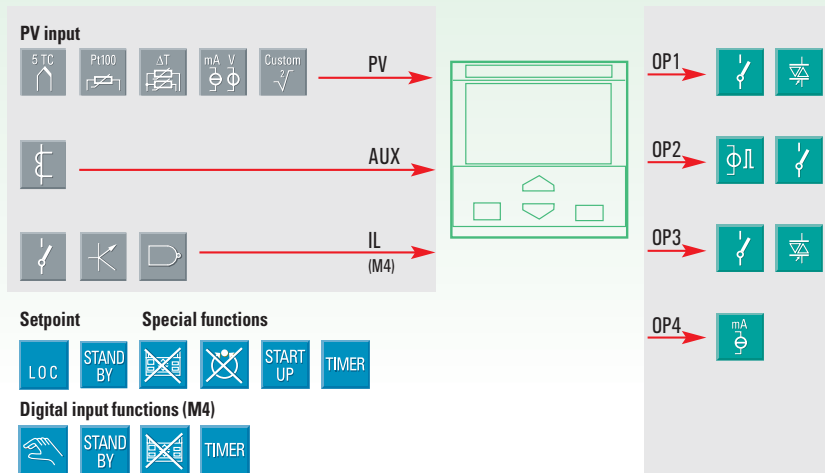 PV input
5 TC
Pt100
ΔT
mA V
Custom
2√
PV
OP1
AUX
OP2
IL
(M4)
OP3
Setpoint
Special functions
OP4
mA
LOC
STAND BY
START UP
TIMER
Digital input functions (M4)
STAND BY
TIMER